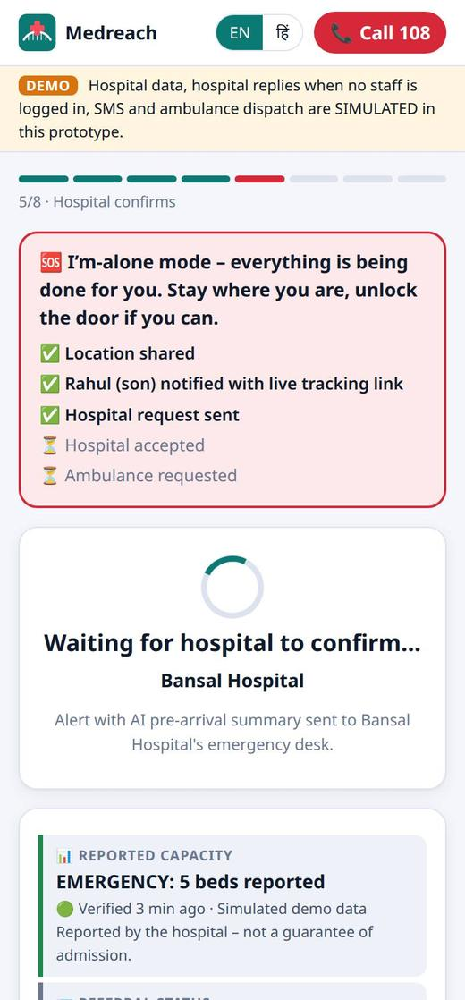 Medreach
EN
हिं
📞 Call 108
DEMO Hospital data, hospital replies when no staff is
logged in, SMS and ambulance dispatch are SIMULATED in
this prototype.
5/8 · Hospital confirms
🆘 I’m-alone mode – everything is being
done for you. Stay where you are, unlock
the door if you can.
✅ Location shared
✅ Rahul (son) notified with live tracking link
✅ Hospital request sent
⏳ Hospital accepted
⏳ Ambulance requested
Waiting for hospital to confirm…
Bansal Hospital
Alert with AI pre-arrival summary sent to Bansal
Hospital's emergency desk.
📊 REPORTED CAPACITY
EMERGENCY: 5 beds reported
🟢 Verified 3 min ago · Simulated demo data
Reported by the hospital – not a guarantee of
admission.